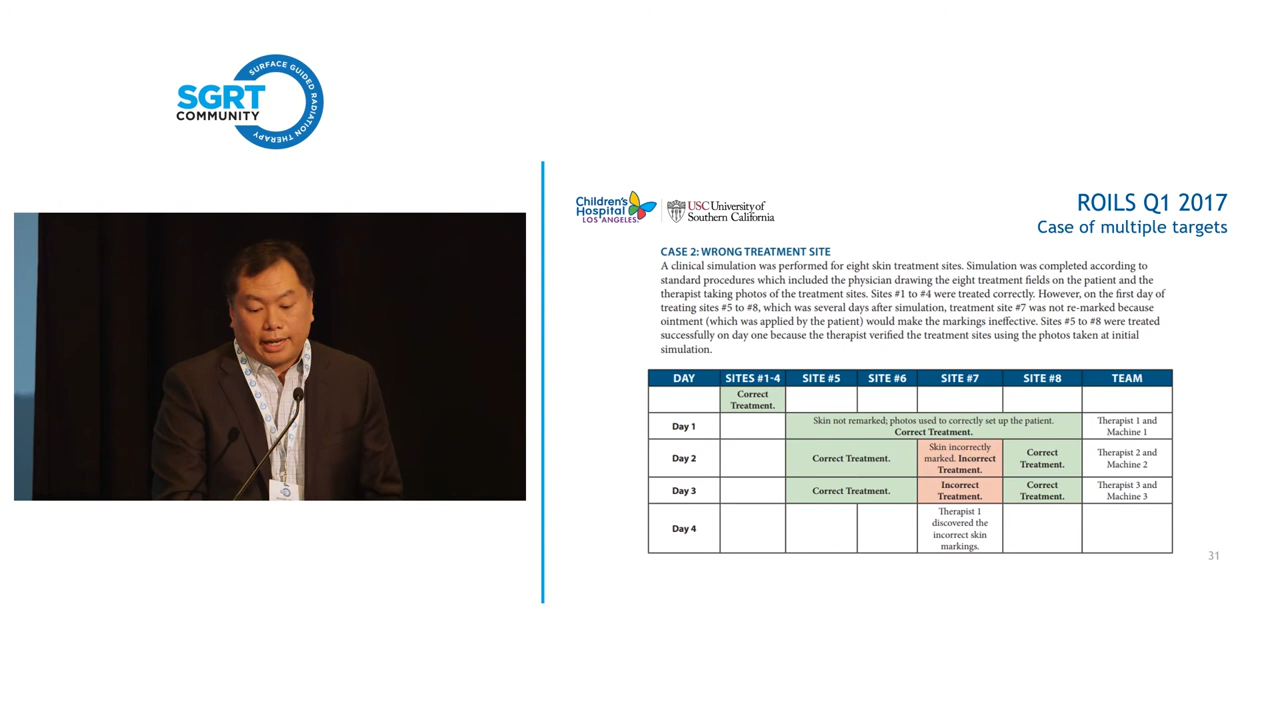 SURFACE GUIDED RADIATION THERAPY
SGRT
COMMUNITY
Children's
Hospital
LOS ANGELES
USC University of
Southern California
ROILS Q1 2017
Case of multiple targets
CASE 2: WRONG TREATMENT SITE
A clinical simulation was performed for eight skin treatment sites. Simulation was completed according to
standard procedures which included the physician drawing the eight treatment fields on the patient and the
therapist taking photos of the treatment sites. Sites #1 to #4 were treated correctly. However, on the first day of
treating sites #5 to #8, which was several days after simulation, treatment site #7 was not re-marked because
ointment (which was applied by the patient) would make the markings ineffective. Sites #5 to #8 were treated
successfully on day one because the therapist verified the treatment sites using the photos taken at initial
simulation.
DAY SITES #1-4 SITE #5 SITE #6 SITE #7 SITE #8 TEAM
Correct
Treatment.
Day 1
Skin not remarked; photos used to correctly set up the patient.
Correct Treatment.
Therapist 1 and
Machine 1
Day 2
Correct Treatment.
Skin incorrectly
marked. Incorrect
Treatment.
Correct
Treatment.
Therapist 2 and
Machine 2
Day 3
Correct Treatment.
Incorrect
Treatment.
Correct
Treatment.
Therapist 3 and
Machine 3
Day 4
Therapist 1
discovered the
incorrect skin
markings.
31